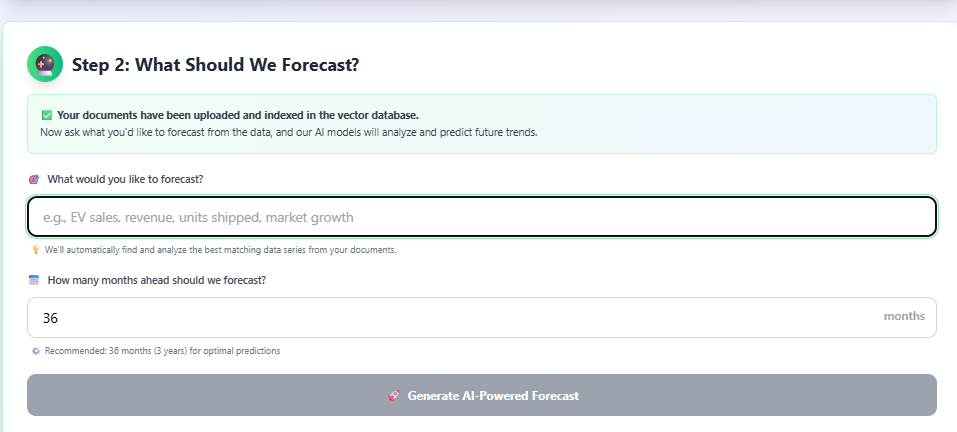 Step 2: What Should We Forecast?
Your documents have been uploaded and indexed in the vector database.
Now ask what you'd like to forecast from the data, and our AI models will analyze and predict future trends.
What would you like to forecast?
e.g., EV sales, revenue, units shipped, market growth
We'll automatically find and analyze the best matching data series from your documents.
How many months ahead should we forecast?
36 months
Recommended: 36 months (3 years) for optimal predictions
Generate AI-Powered Forecast